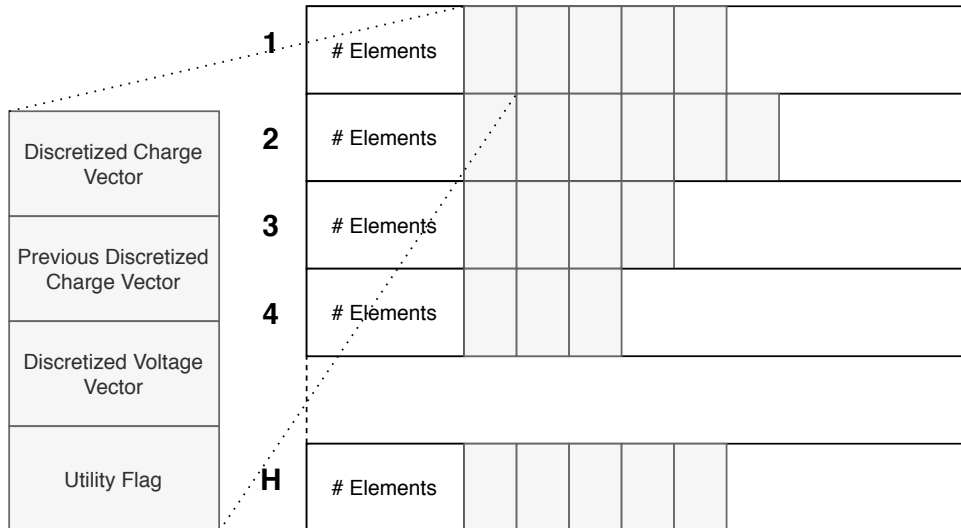 1
# Elements
2
# Elements
3
# Elements
4
# Elements
H
# Elements
Discretized Charge
Vector
Previous Discretized
Charge Vector
Discretized Voltage
Vector
Utility Flag